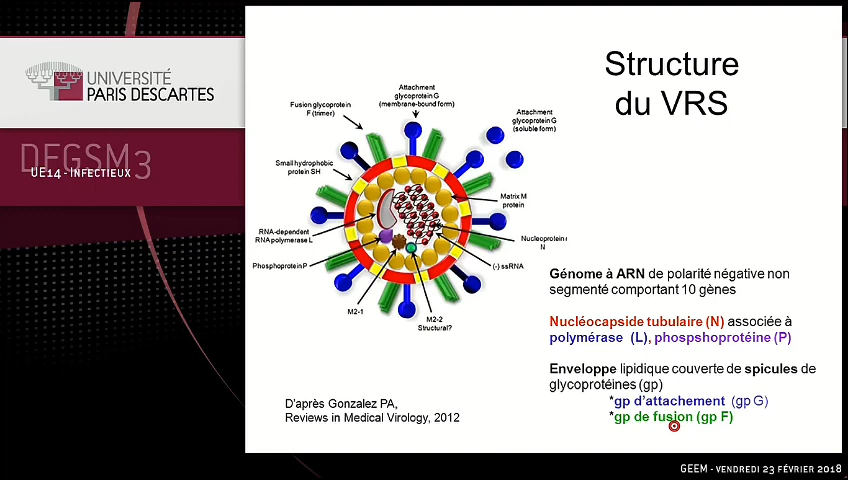 UNIVERSITÉ
PARIS DESCARTES
DFGSM3
UE14 - INFECTIEUX
Structure
du VRS
Attachment
glycoprotein G
(membrane-bound form)
Fusion glycoprotein
F (trimer)
Attachment
glycoprotein G
(soluble form)
Small hydrophobic
protein SH
Matrix M
protein
RNA-dependent
RNA polymerase L
Nucleoprotein
N
Phosphoprotein P
(-) ssRNA
M2-1
M2-2
Structural?
Génome à ARN de polarité négative non
segmenté comportant 10 gènes
Nucléocapside tubulaire (N) associée à
polymérase (L), phospshoprotéine (P)
Enveloppe lipidique couverte de spicules de
glycoprotéines (gp)
*gp d’attachement (gp G)
*gp de fusion (gp F)
D'après Gonzalez PA,
Reviews in Medical Virology, 2012
GEEM - VENDREDI 23 FÉVRIER 2018